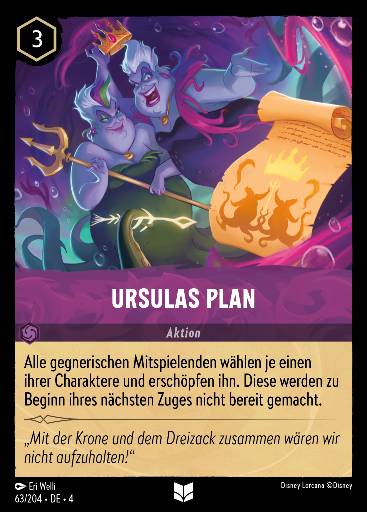 3
URSULAS PLAN
Aktion
Alle gegnerischen Mitspielenden wählen je einen
ihrer Charaktere und erschöpfen ihn. Diese werden zu
Beginn ihres nächsten Zuges nicht bereit gemacht.
„Mit der Krone und dem Dreizack zusammen wären wir
nicht aufzuholen!“
Eri Welli
Disney Lorcana ©Disney
63/204 • DE • 4